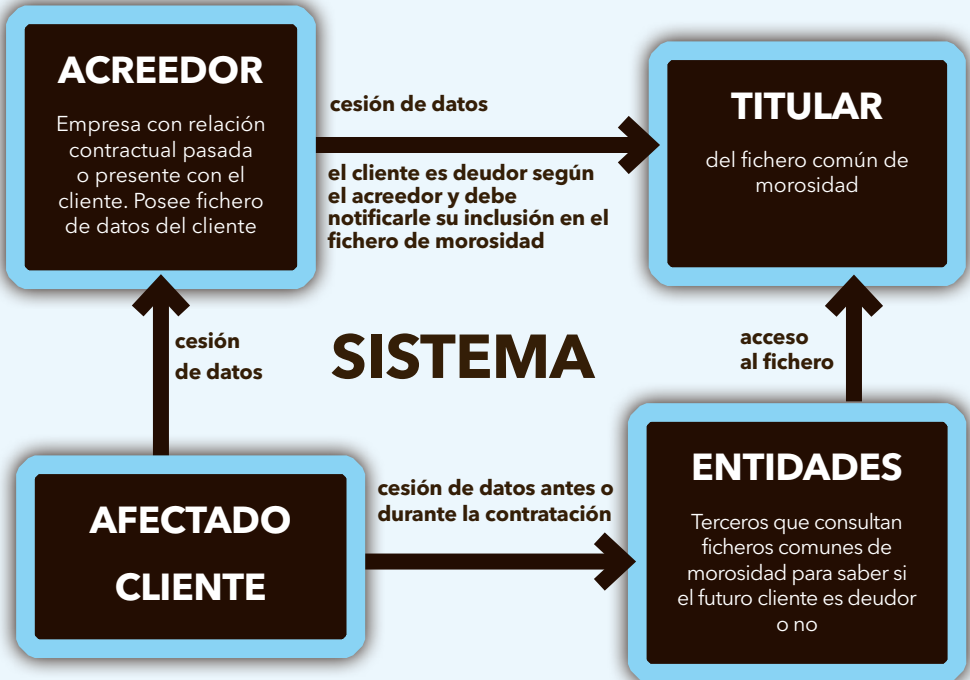 ACREEDOR
Empresa con relación
contractual pasada
o presente con el
cliente. Posee fichero
de datos del cliente
cesión de datos
el cliente es deudor según
el acreedor y debe
notificarle su inclusión en el
fichero de morosidad
TITULAR
del fichero común de
morosidad
cesión
de datos
SISTEMA
acceso
al fichero
AFECTADO
CLIENTE
cesión de datos antes o
durante la contratación
ENTIDADES
Terceros que consultan
ficheros comunes de
morosidad para saber si
el futuro cliente es deudor
o no